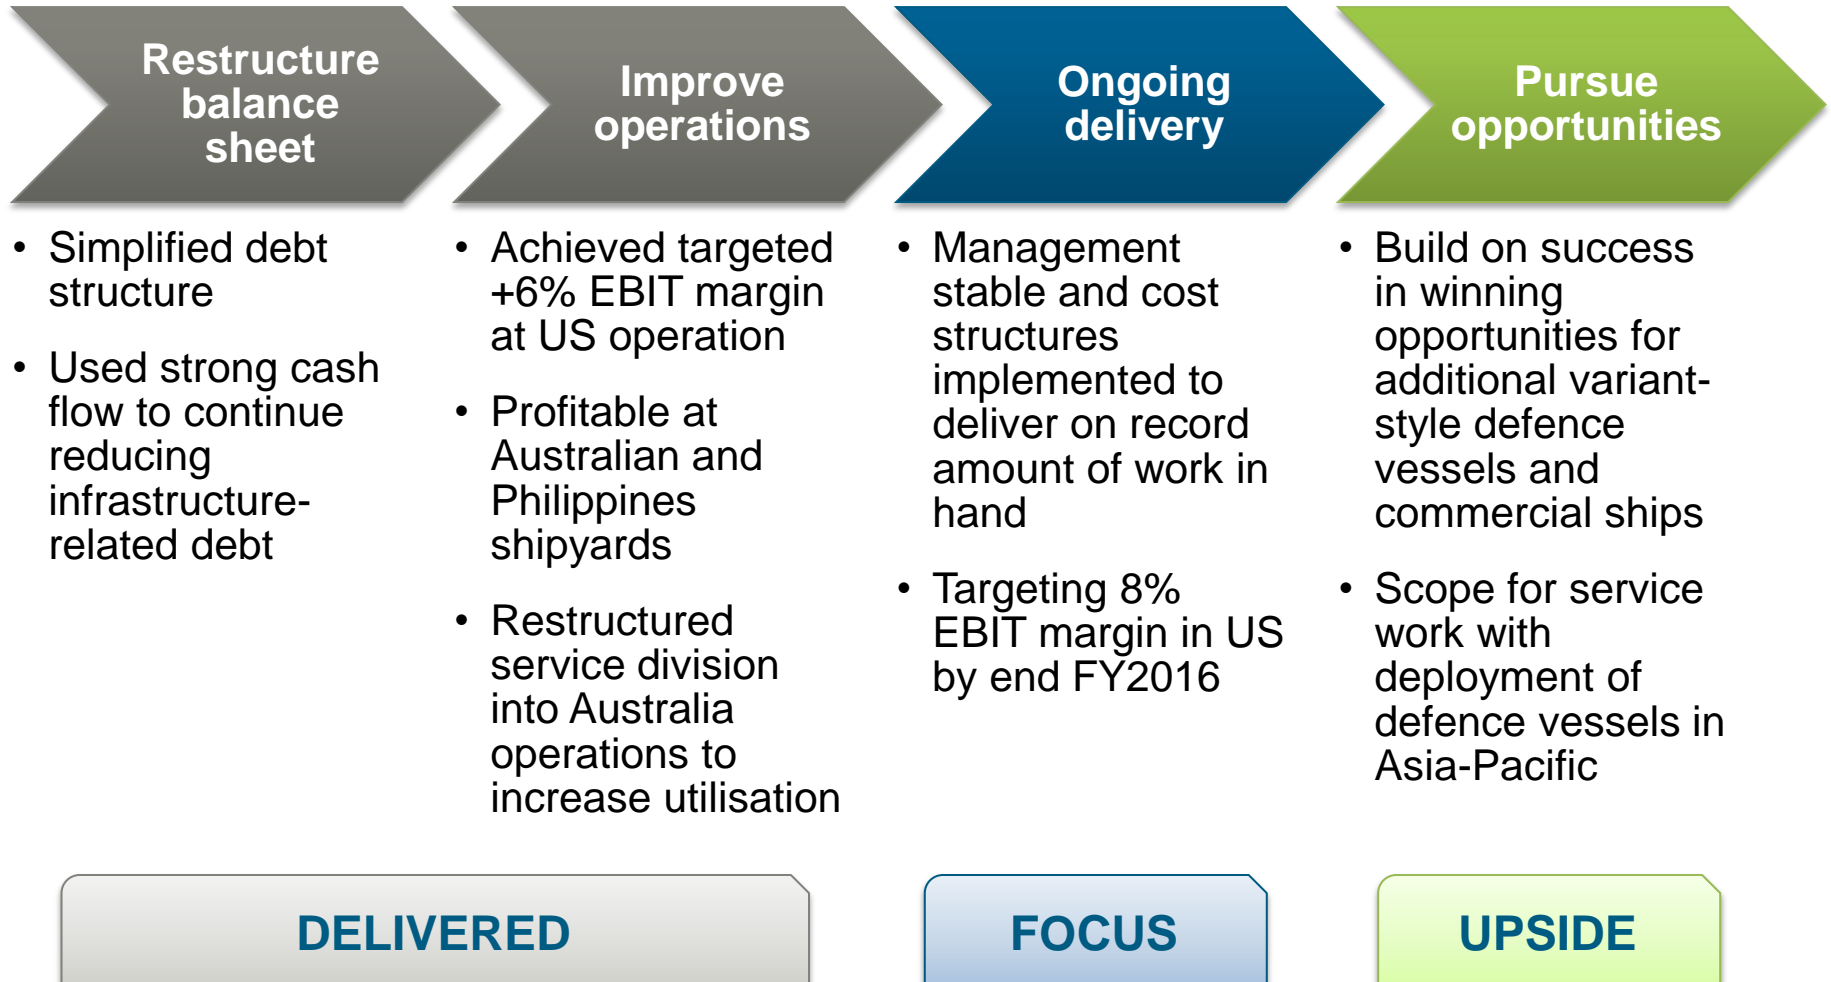 Restructure
balance
sheet
Improve
operations
Ongoing
delivery
Pursue
opportunities
• Simplified debt
structure
• Used strong cash
flow to continue
reducing
infrastructure-
related debt
• Achieved targeted
+6% EBIT margin
at US operation
• Profitable at
Australian and
Philippines
shipyards
• Restructured
service division
into Australia
operations to
increase utilisation
• Management
stable and cost
structures
implemented to
deliver on record
amount of work in
hand
• Targeting 8%
EBIT margin in US
by end FY2016
• Build on success
in winning
opportunities for
additional variant-
style defence
vessels and
commercial ships
• Scope for service
work with
deployment of
defence vessels in
Asia-Pacific
DELIVERED
FOCUS
UPSIDE